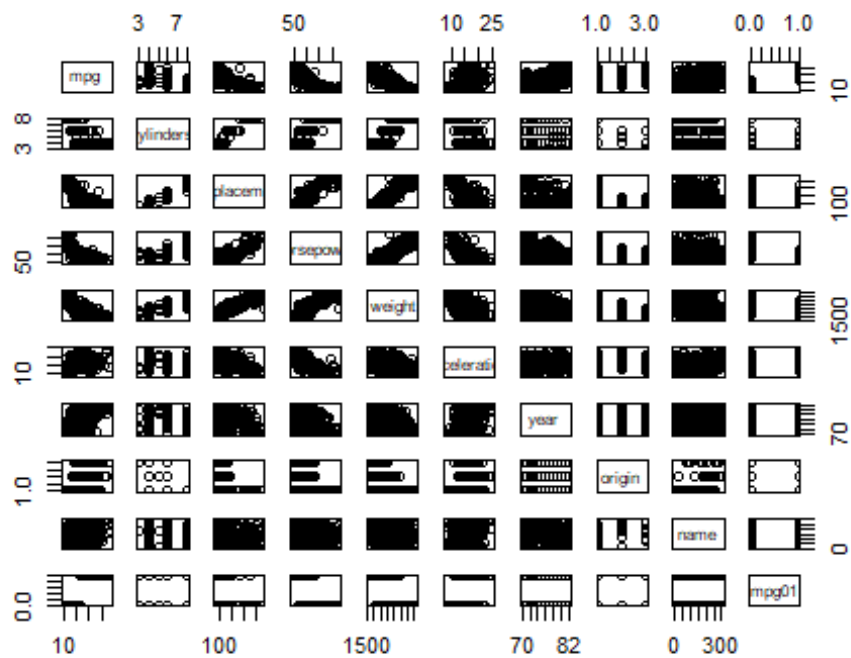 3 7 50 10 25 1.0 3.0 0.0 1.0
mpg 10
3 8 ylinders
placem 100
50 rsepow
weight 1500
10 celeratio
year 70
1.0 origin
name 0
0.0 mpg01
10 100 1500 70 82 0 300